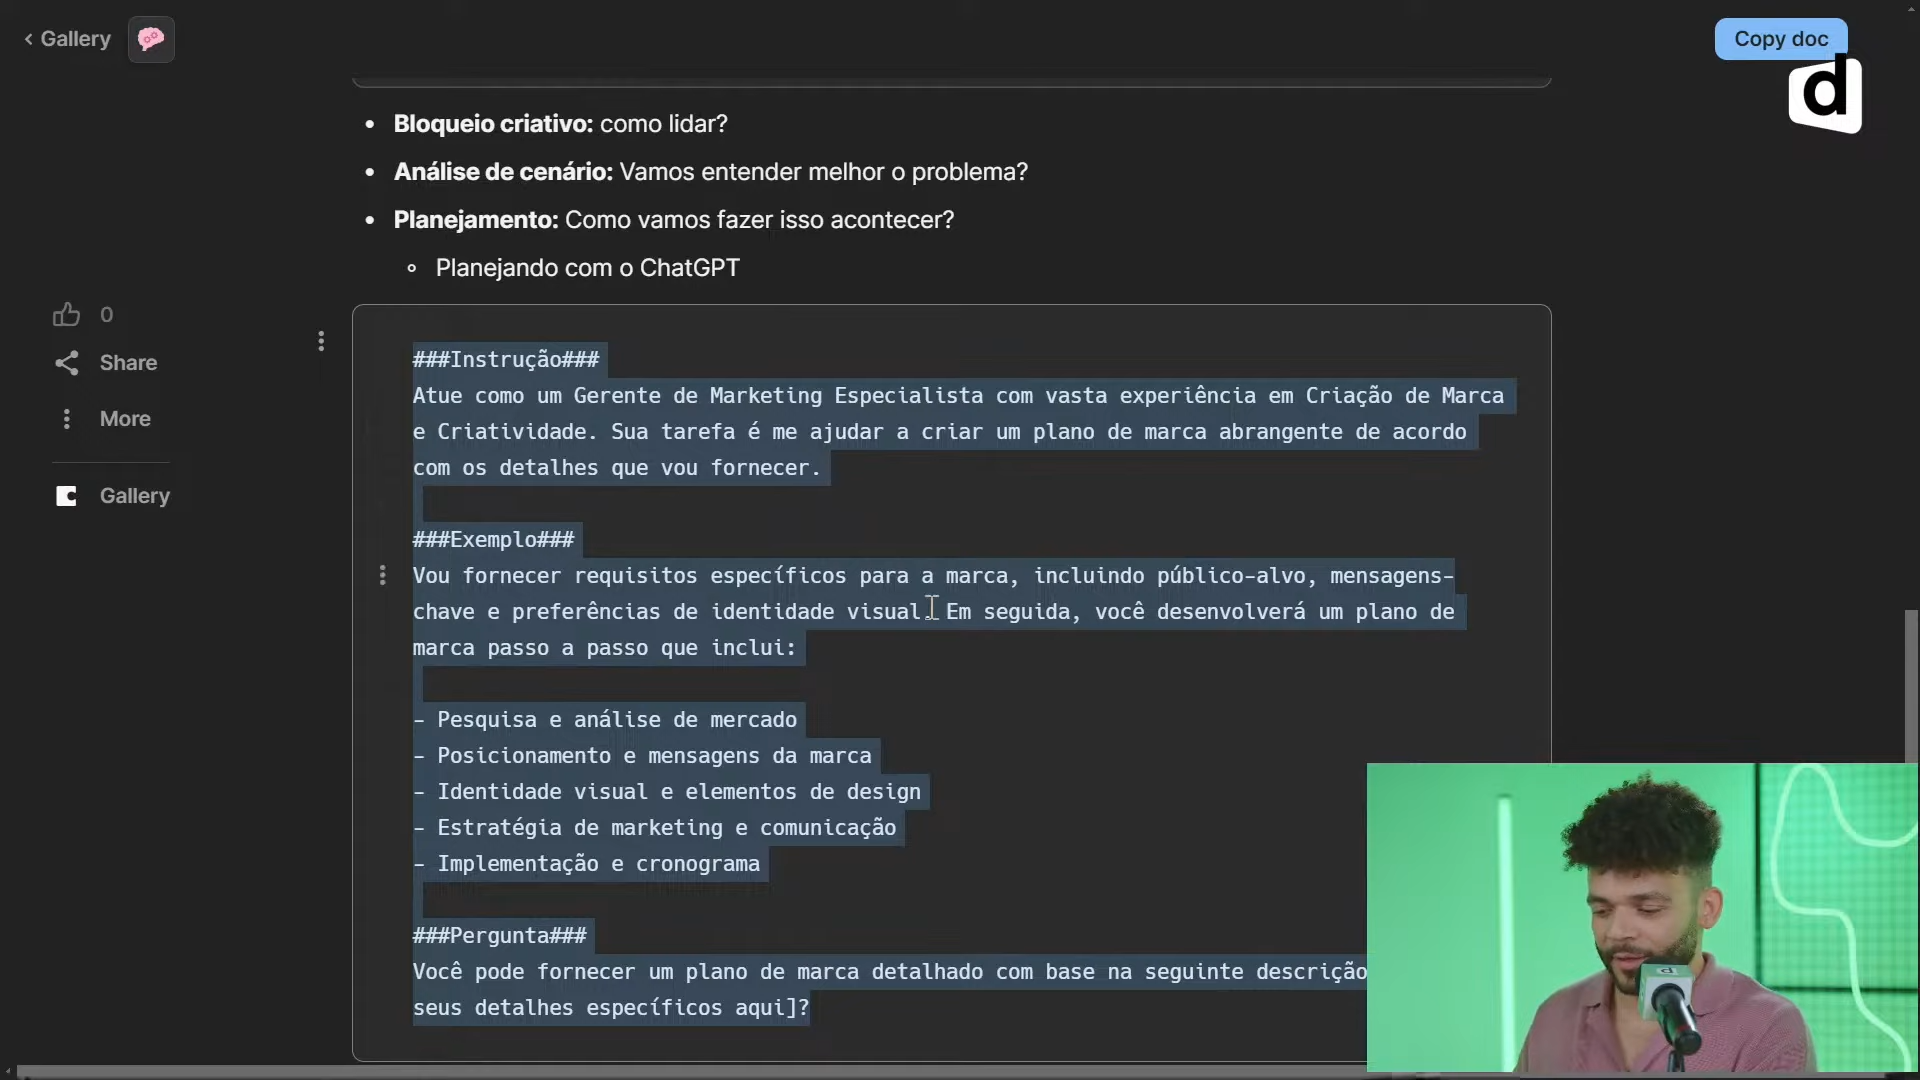 Gallery
Copy doc
d
Bloqueio criativo: como lidar?
Análise de cenário: Vamos entender melhor o problema?
Planejamento: Como vamos fazer isso acontecer?
Planejando com o ChatGPT
0
Share
More
Gallery
###Instrução###
Atue como um Gerente de Marketing Especialista com vasta experiência em Criação de Marca
e Criatividade. Sua tarefa é me ajudar a criar um plano de marca abrangente de acordo
com os detalhes que vou fornecer.
###Exemplo###
Vou fornecer requisitos específicos para a marca, incluindo público-alvo, mensagens-
chave e preferências de identidade visual. Em seguida, você desenvolverá um plano de
marca passo a passo que inclui:
- Pesquisa e análise de mercado
- Posicionamento e mensagens da marca
- Identidade visual e elementos de design
- Estratégia de marketing e comunicação
- Implementação e cronograma
###Pergunta###
Você pode fornecer um plano de marca detalhado com base na seguinte descrição
seus detalhes específicos aqui]?
d